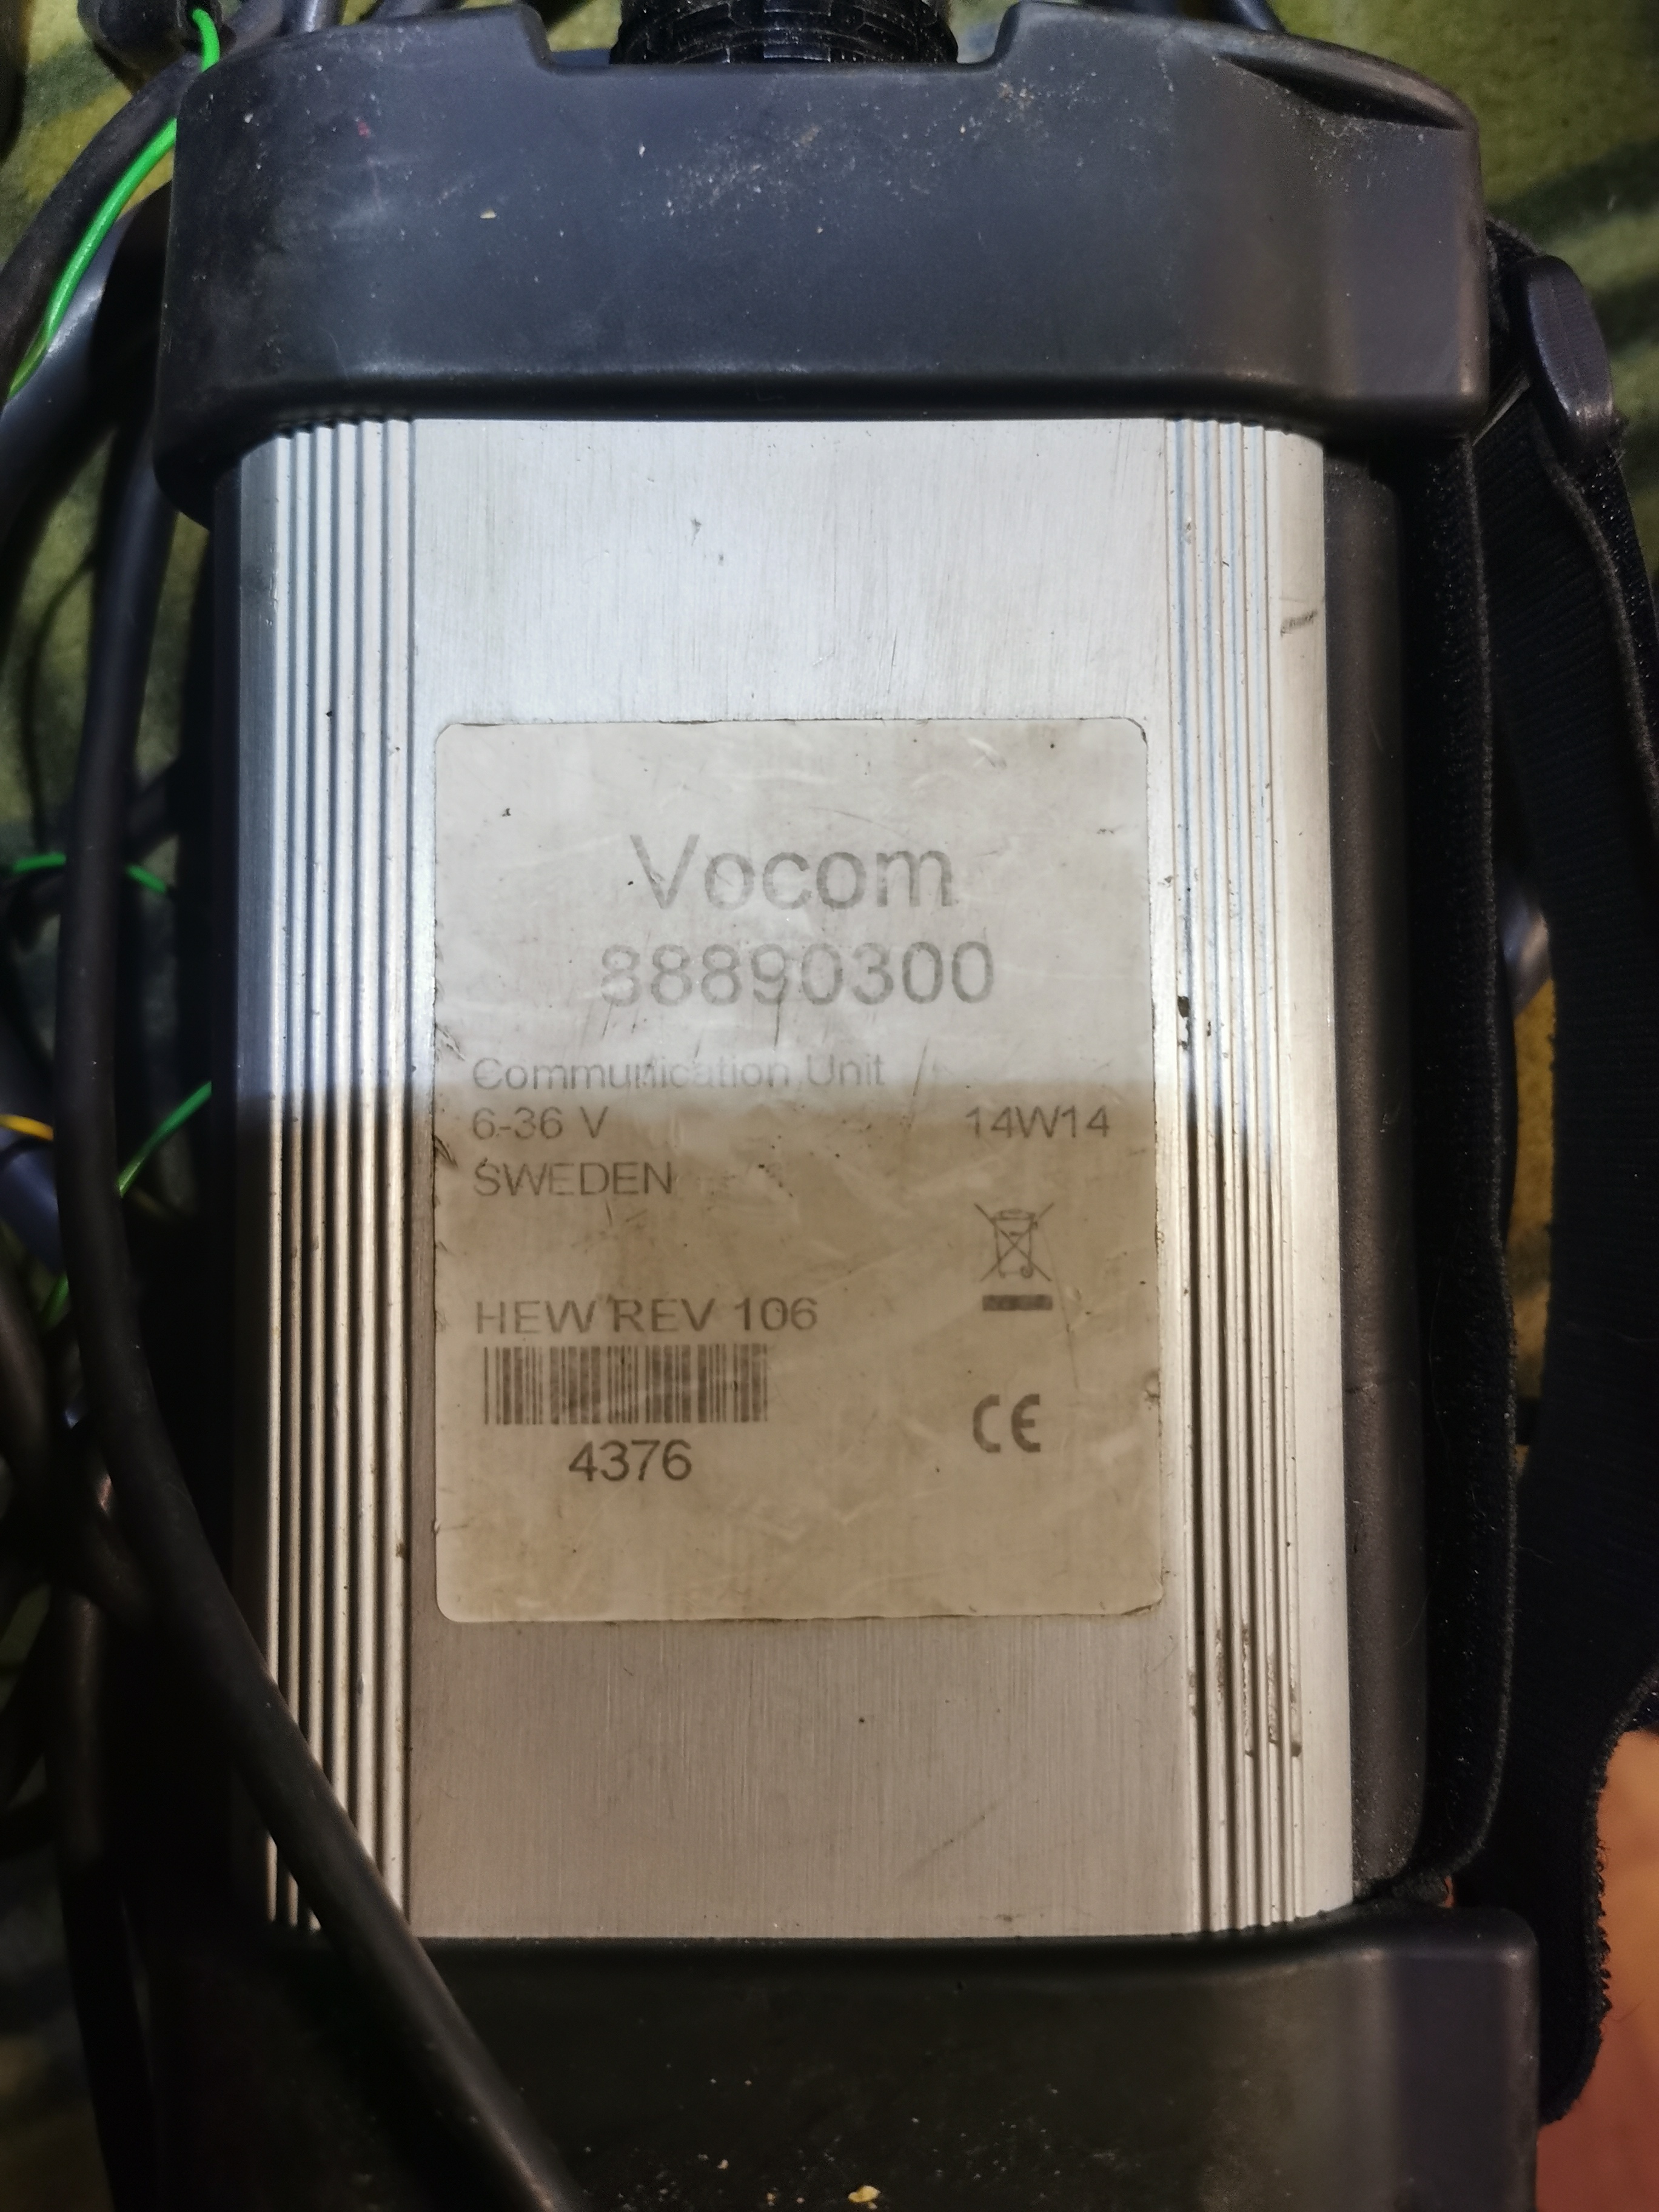 Vocom
88890300
Communication Unit
6-36 V 14W14
SWEDEN
HEW REV 106
4376
CE